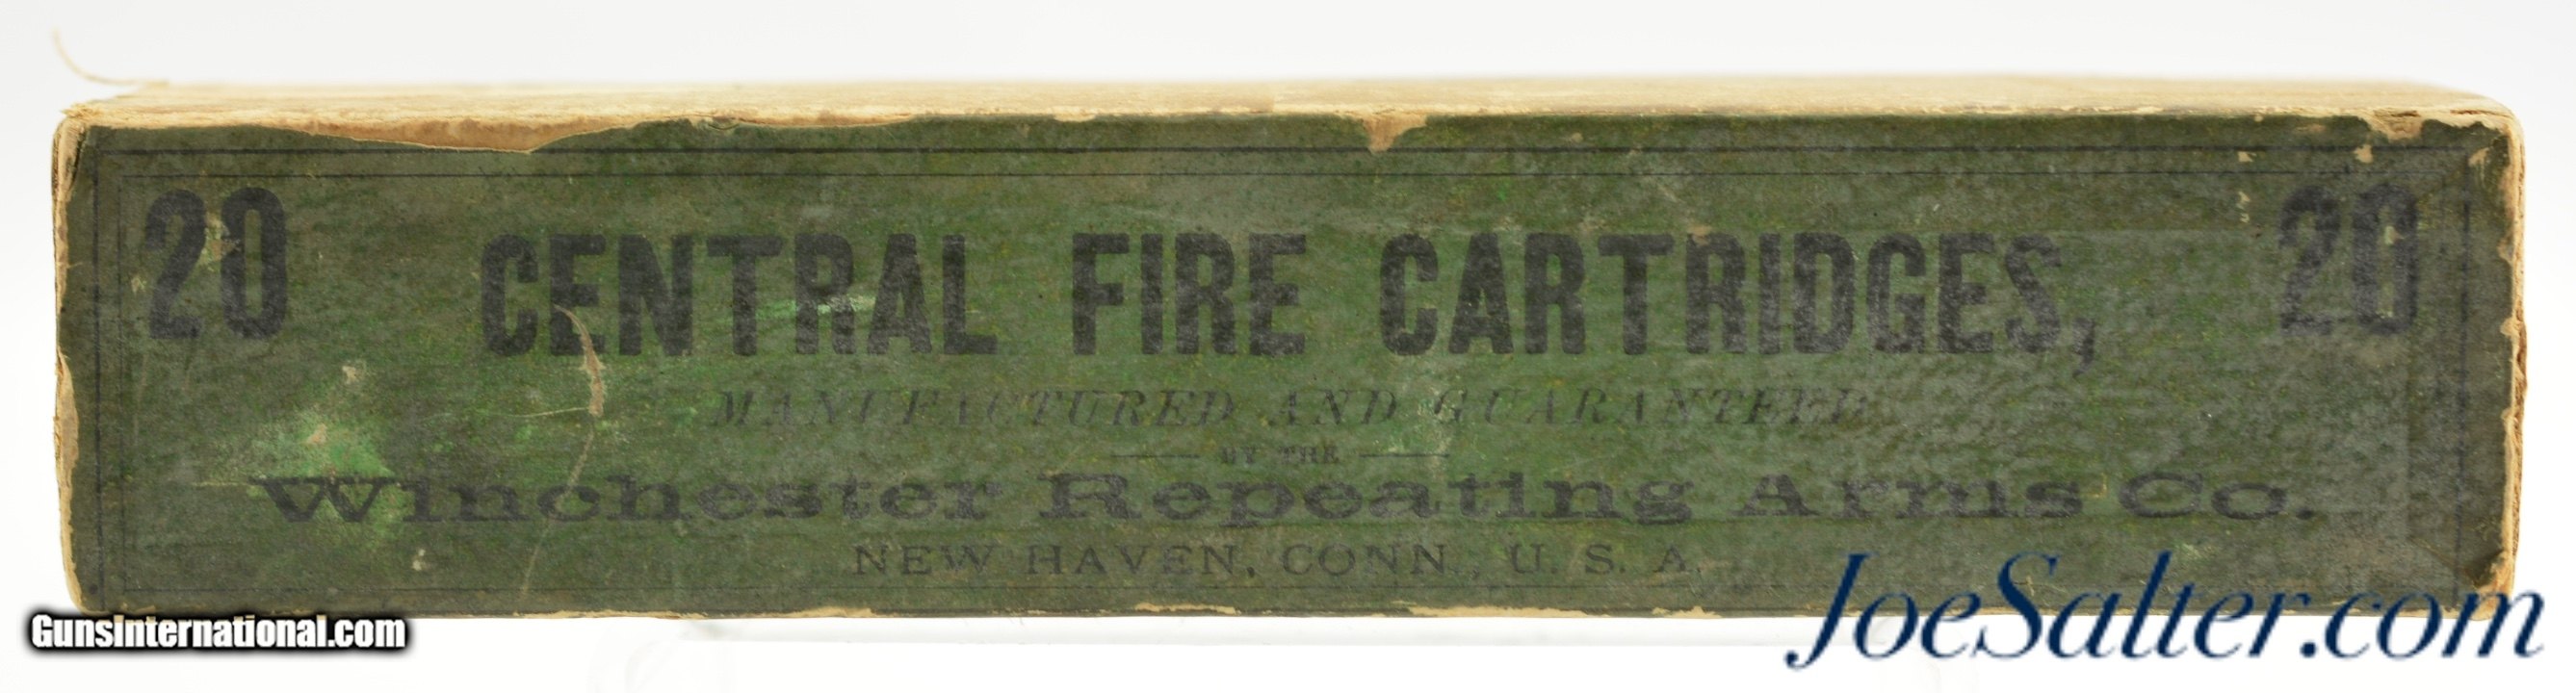 20 CENTRAL FIRE CARTRIDGES, 20
MANUFACTURED AND GUARANTEED
BY THE
Winchester Repeating Arms Co.
NEW HAVEN, CONN., U. S. A.
GunsInternational.com
JoeSalter.com